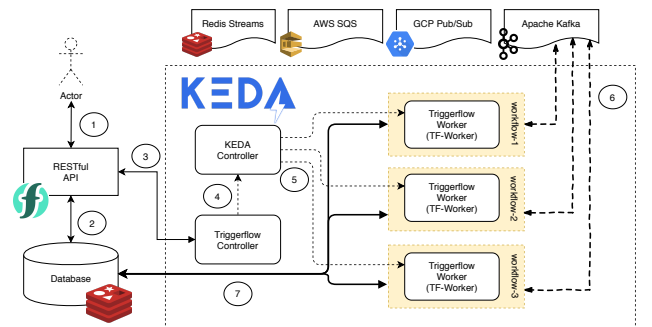 Redis Streams
AWS SQS
GCP Pub/Sub
Apache Kafka
KEDA
6
Actor
1
RESTful
API
2
3
Database
KEDA
Controller
4
5
Triggerflow
Controller
7
Triggerflow
Worker
(TF-Worker)
workflow-1
Triggerflow
Worker
(TF-Worker)
workflow-2
Triggerflow
Worker
(TF-Worker)
workflow-3